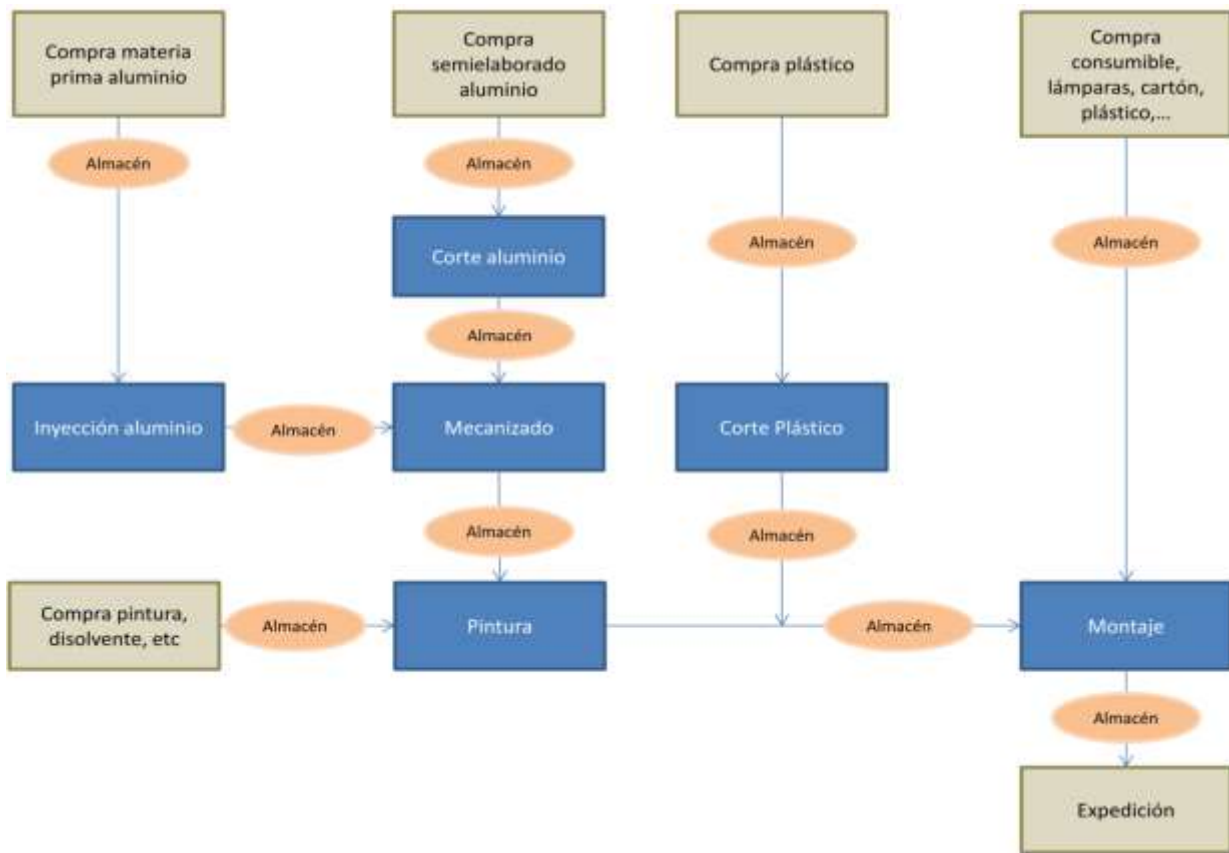 Compra materia
prima aluminio
Compra
semielaborado
aluminio
Compra plástico
Compra
consumible,
lámparas, cartón,
plástico,...
Almacén
Almacén
Corte aluminio
Almacén
Almacén
Almacén
Inyección aluminio
Almacén
Mecanizado
Corte Plástico
Almacén
Almacén
Compra pintura,
disolvente, etc
Almacén
Pintura
Almacén
Montaje
Almacén
Expedición